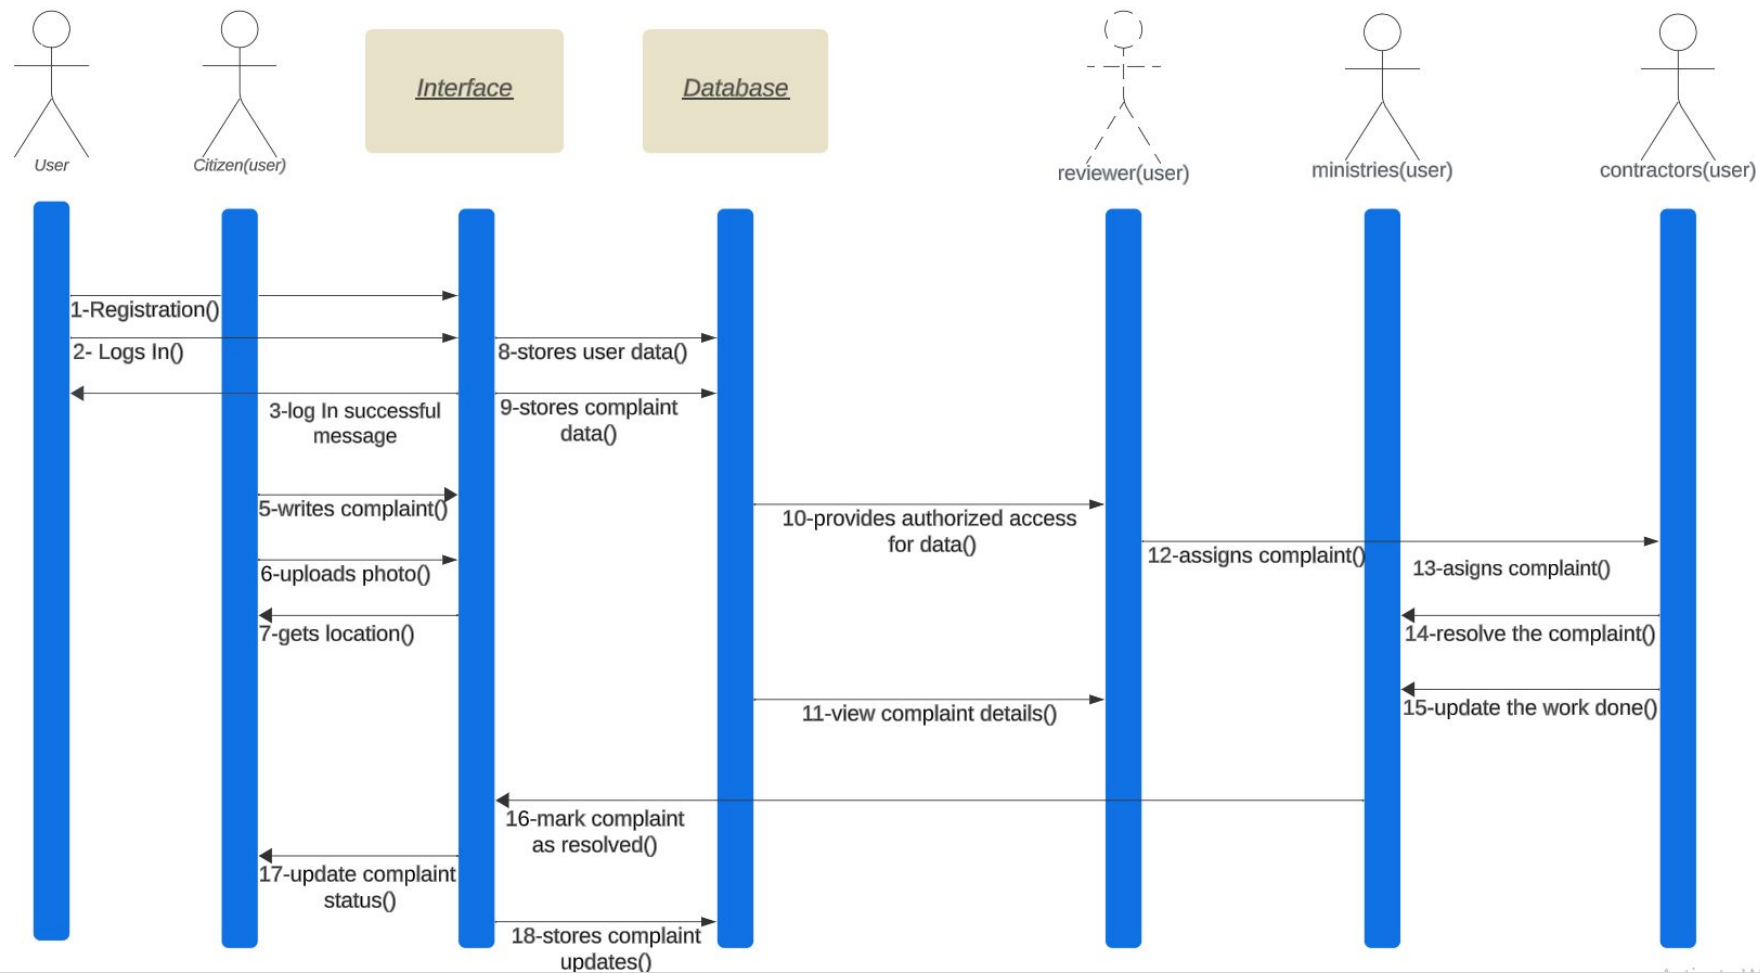 User
Citizen(user)
Interface
Database
reviewer(user)
ministries(user)
contractors(user)
1-Registration()
2- Logs In()
8-stores user data()
3-log In successful
message
9-stores complaint
data()
5-writes complaint()
10-provides authorized access
for data()
12-assigns complaint()
13-asigns complaint()
6-uploads photo()
7-gets location()
14-resolve the complaint()
11-view complaint details()
15-update the work done()
16-mark complaint
as resolved()
17-update complaint
status()
18-stores complaint
updates()